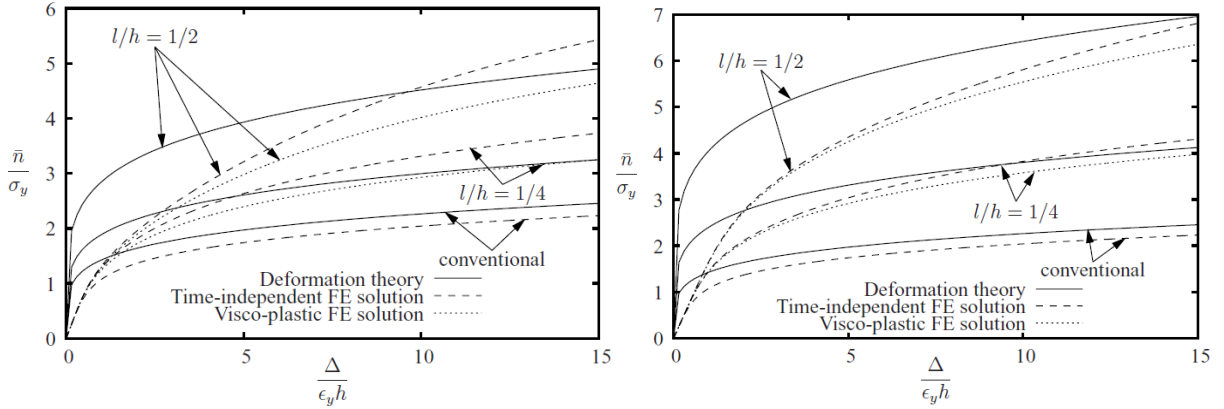 6
5
4
3
2
1
0
n̄
σ_y
l/h = 1/2
l/h = 1/4
conventional
Deformation theory
Time-independent FE solution
Visco-plastic FE solution
0
5
10
15
Δ
ϵ_y h
7
6
5
4
3
2
1
0
n̄
σ_y
l/h = 1/2
l/h = 1/4
conventional
Deformation theory
Time-independent FE solution
Visco-plastic FE solution
0
5
10
15
Δ
ϵ_y h